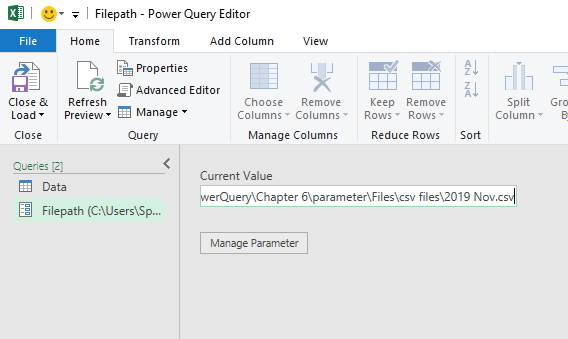 Filepath - Power Query Editor
File Home Transform Add Column View
Close & Load
Refresh Preview
Properties
Advanced Editor
Manage
Choose Columns
Remove Columns
Keep Rows
Remove Rows
Split Column
Close Query Manage Columns Reduce Rows Sort
Queries [2]
Data
Filepath (C:\Users\Sp...
Current Value
werQuery\Chapter 6\parameter\Files\csv files\2019 Nov.csv
Manage Parameter